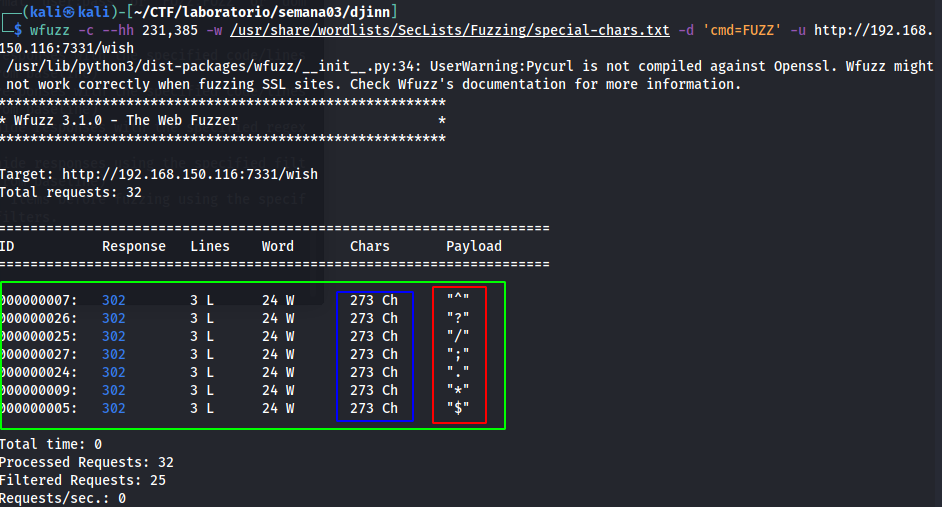 ┌──(kali㉿kali)-[~/CTF/laboratorio/semana03/djinn]
└─$ wfuzz -c --hh 231,385 -w /usr/share/wordlists/SecLists/Fuzzing/special-chars.txt -d 'cmd=FUZZ' -u http://192.168.
150.116:7331/wish
/usr/lib/python3/dist-packages/wfuzz/__init__.py:34: UserWarning:Pycurl is not compiled against Openssl. Wfuzz might
not work correctly when fuzzing SSL sites. Check Wfuzz's documentation for more information.
********************************************************
* Wfuzz 3.1.0 - The Web Fuzzer *
********************************************************
Target: http://192.168.150.116:7331/wish
Total requests: 32
=====================================================================
ID Response Lines Word Chars Payload
=====================================================================
000000007: 302 3 L 24 W 273 Ch "^"
000000026: 302 3 L 24 W 273 Ch "?"
000000025: 302 3 L 24 W 273 Ch "/"
000000027: 302 3 L 24 W 273 Ch ";"
000000024: 302 3 L 24 W 273 Ch "."
000000009: 302 3 L 24 W 273 Ch "*"
000000005: 302 3 L 24 W 273 Ch "$"
Total time: 0
Processed Requests: 32
Filtered Requests: 25
Requests/sec.: 0